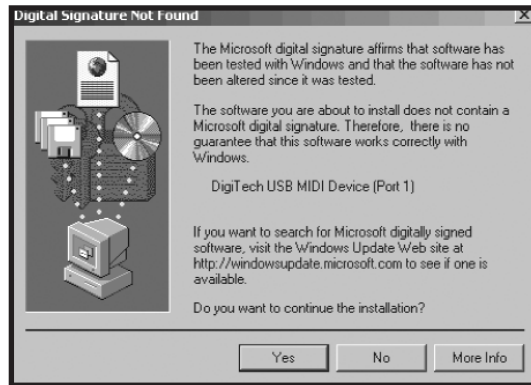 Digital Signature Not Found
The Microsoft digital signature affirms that software has
been tested with Windows and that the software has not
been altered since it was tested.
The software you are about to install does not contain a
Microsoft digital signature. Therefore, there is no
guarantee that this software works correctly with
Windows.
DigiTech USB MIDI Device (Port 1)
If you want to search for Microsoft digitally signed
software, visit the Windows Update Web site at
http://windowsupdate.microsoft.com to see if one is
available.
Do you want to continue the installation?
Yes No More Info